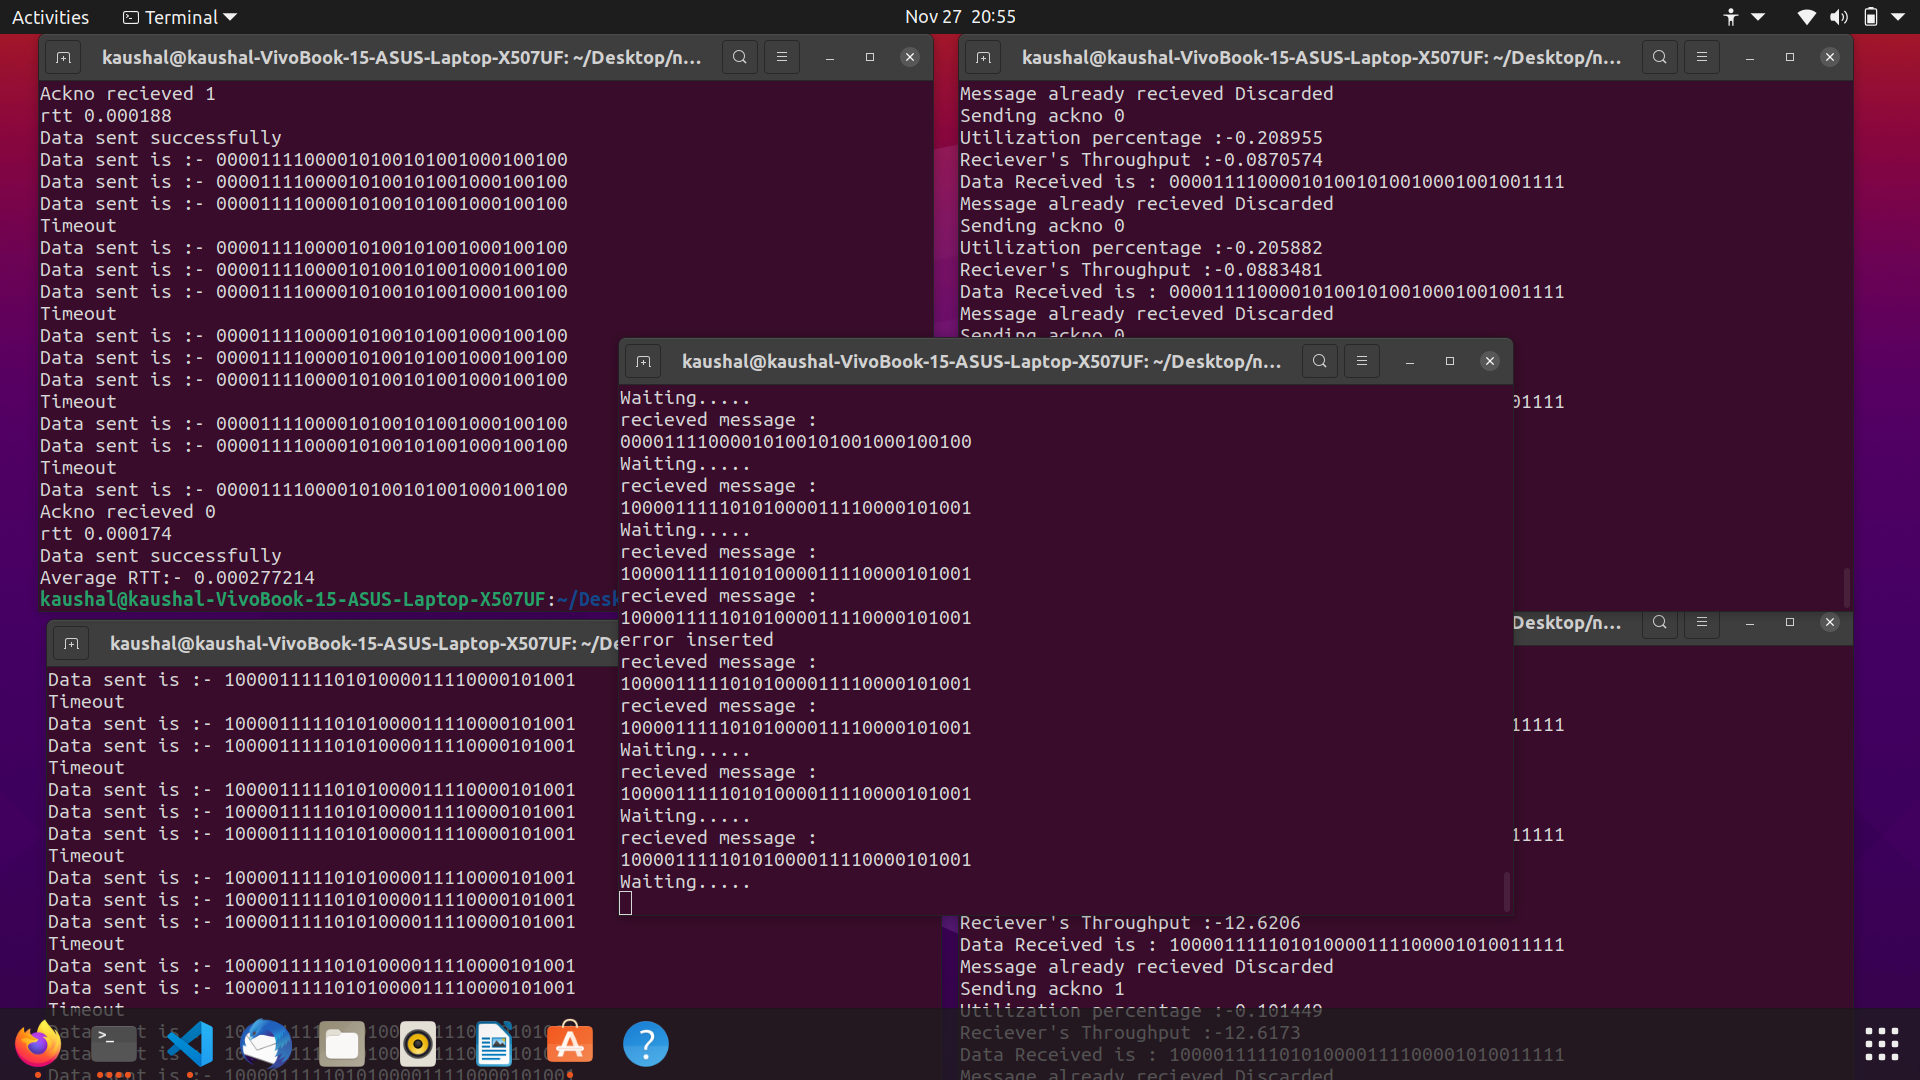 Activities
Terminal
Nov 27 20:55
kaushal@kaushal-VivoBook-15-ASUS-Laptop-X507UF: ~/Desktop/n...
Ackno recieved 1
rtt 0.000188
Data sent successfully
Data sent is :- 00001111000010100101001000100100
Data sent is :- 00001111000010100101001000100100
Data sent is :- 00001111000010100101001000100100
Timeout
Data sent is :- 00001111000010100101001000100100
Data sent is :- 00001111000010100101001000100100
Data sent is :- 00001111000010100101001000100100
Timeout
Data sent is :- 00001111000010100101001000100100
Data sent is :- 00001111000010100101001000100100
Data sent is :- 00001111000010100101001000100100
Timeout
Data sent is :- 00001111000010100101001000100100
Data sent is :- 00001111000010100101001000100100
Timeout
Data sent is :- 00001111000010100101001000100100
Ackno recieved 0
rtt 0.000174
Data sent successfully
Average RTT:- 0.000277214
kaushal@kaushal-VivoBook-15-ASUS-Laptop-X507UF:~/Desk
kaushal@kaushal-VivoBook-15-ASUS-Laptop-X507UF: ~/Desktop/n...
Message already recieved Discarded
Sending ackno 0
Utilization percentage :-0.208955
Reciever's Throughput :-0.0870574
Data Received is : 000011110000101001010010001001001111
Message already recieved Discarded
Sending ackno 0
Utilization percentage :-0.205882
Reciever's Throughput :-0.0883481
Data Received is : 000011110000101001010010001001001111
Message already recieved Discarded
Sending ackno 0
01111
kaushal@kaushal-VivoBook-15-ASUS-Laptop-X507UF: ~/Desktop/n...
Waiting.....
recieved message :
00001111000010100101001000100100
Waiting.....
recieved message :
10000111110101000011110000101001
Waiting.....
recieved message :
10000111110101000011110000101001
recieved message :
10000111110101000011110000101001
error inserted
recieved message :
10000111110101000011110000101001
recieved message :
10000111110101000011110000101001
Waiting.....
recieved message :
10000111110101000011110000101001
Waiting.....
recieved message :
10000111110101000011110000101001
Waiting.....
kaushal@kaushal-VivoBook-15-ASUS-Laptop-X507UF: ~/De
Data sent is :- 10000111110101000011110000101001
Timeout
Data sent is :- 10000111110101000011110000101001
Data sent is :- 10000111110101000011110000101001
Timeout
Data sent is :- 10000111110101000011110000101001
Data sent is :- 10000111110101000011110000101001
Data sent is :- 10000111110101000011110000101001
Timeout
Data sent is :- 10000111110101000011110000101001
Data sent is :- 10000111110101000011110000101001
Data sent is :- 10000111110101000011110000101001
Timeout
Data sent is :- 10000111110101000011110000101001
Data sent is :- 10000111110101000011110000101001
Timeout
Desktop/n...
11111
11111
Reciever's Throughput :-12.6206
Data Received is : 100001111101010000111100001010011111
Message already recieved Discarded
Sending ackno 1
Utilization percentage :-0.101449
Reciever's Throughput :-12.6173
Data Received is : 100001111101010000111100001010011111
Message already recieved Discarded